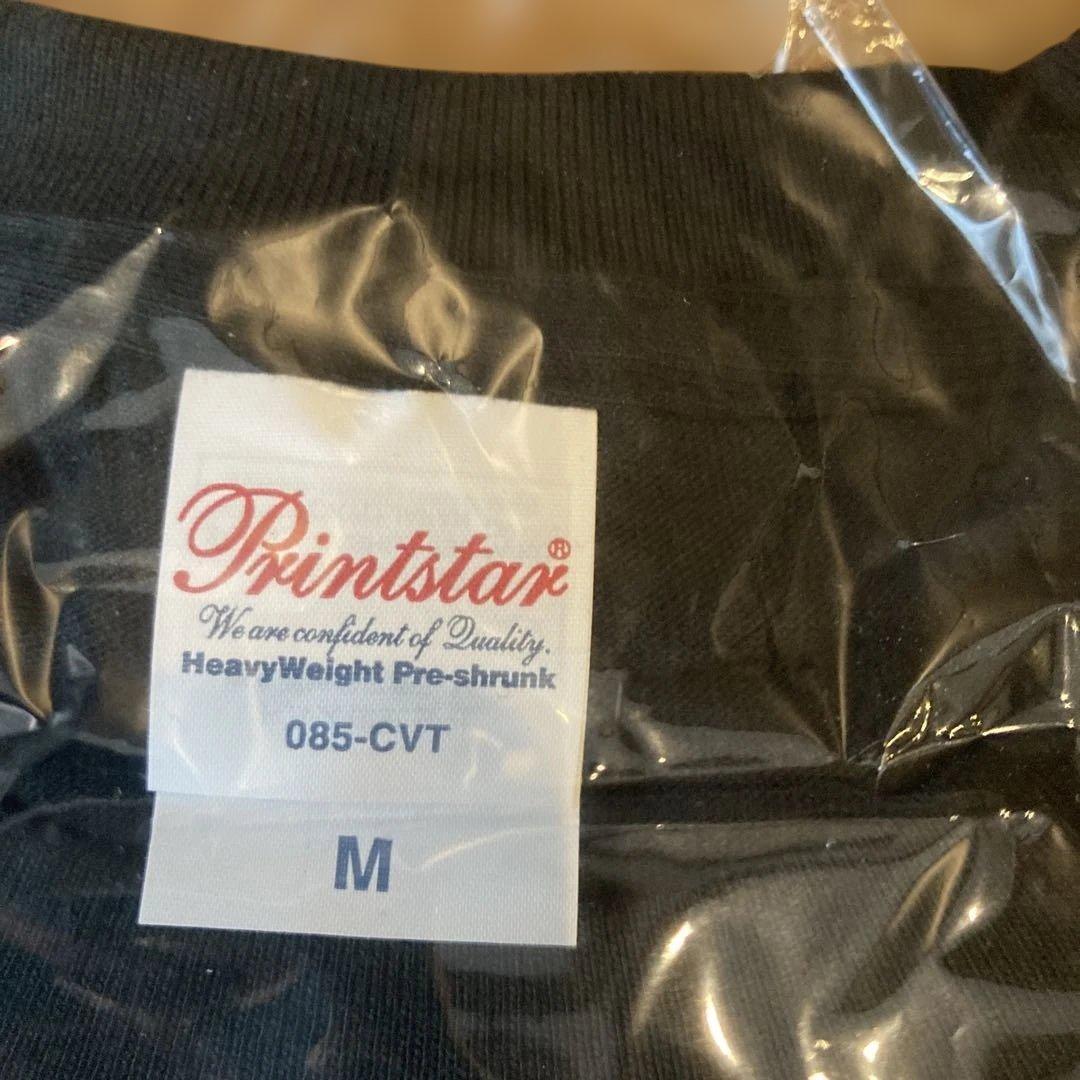 Printstar®
We are confident of Quality.
HeavyWeight Pre-shrunk
085-CVT
M